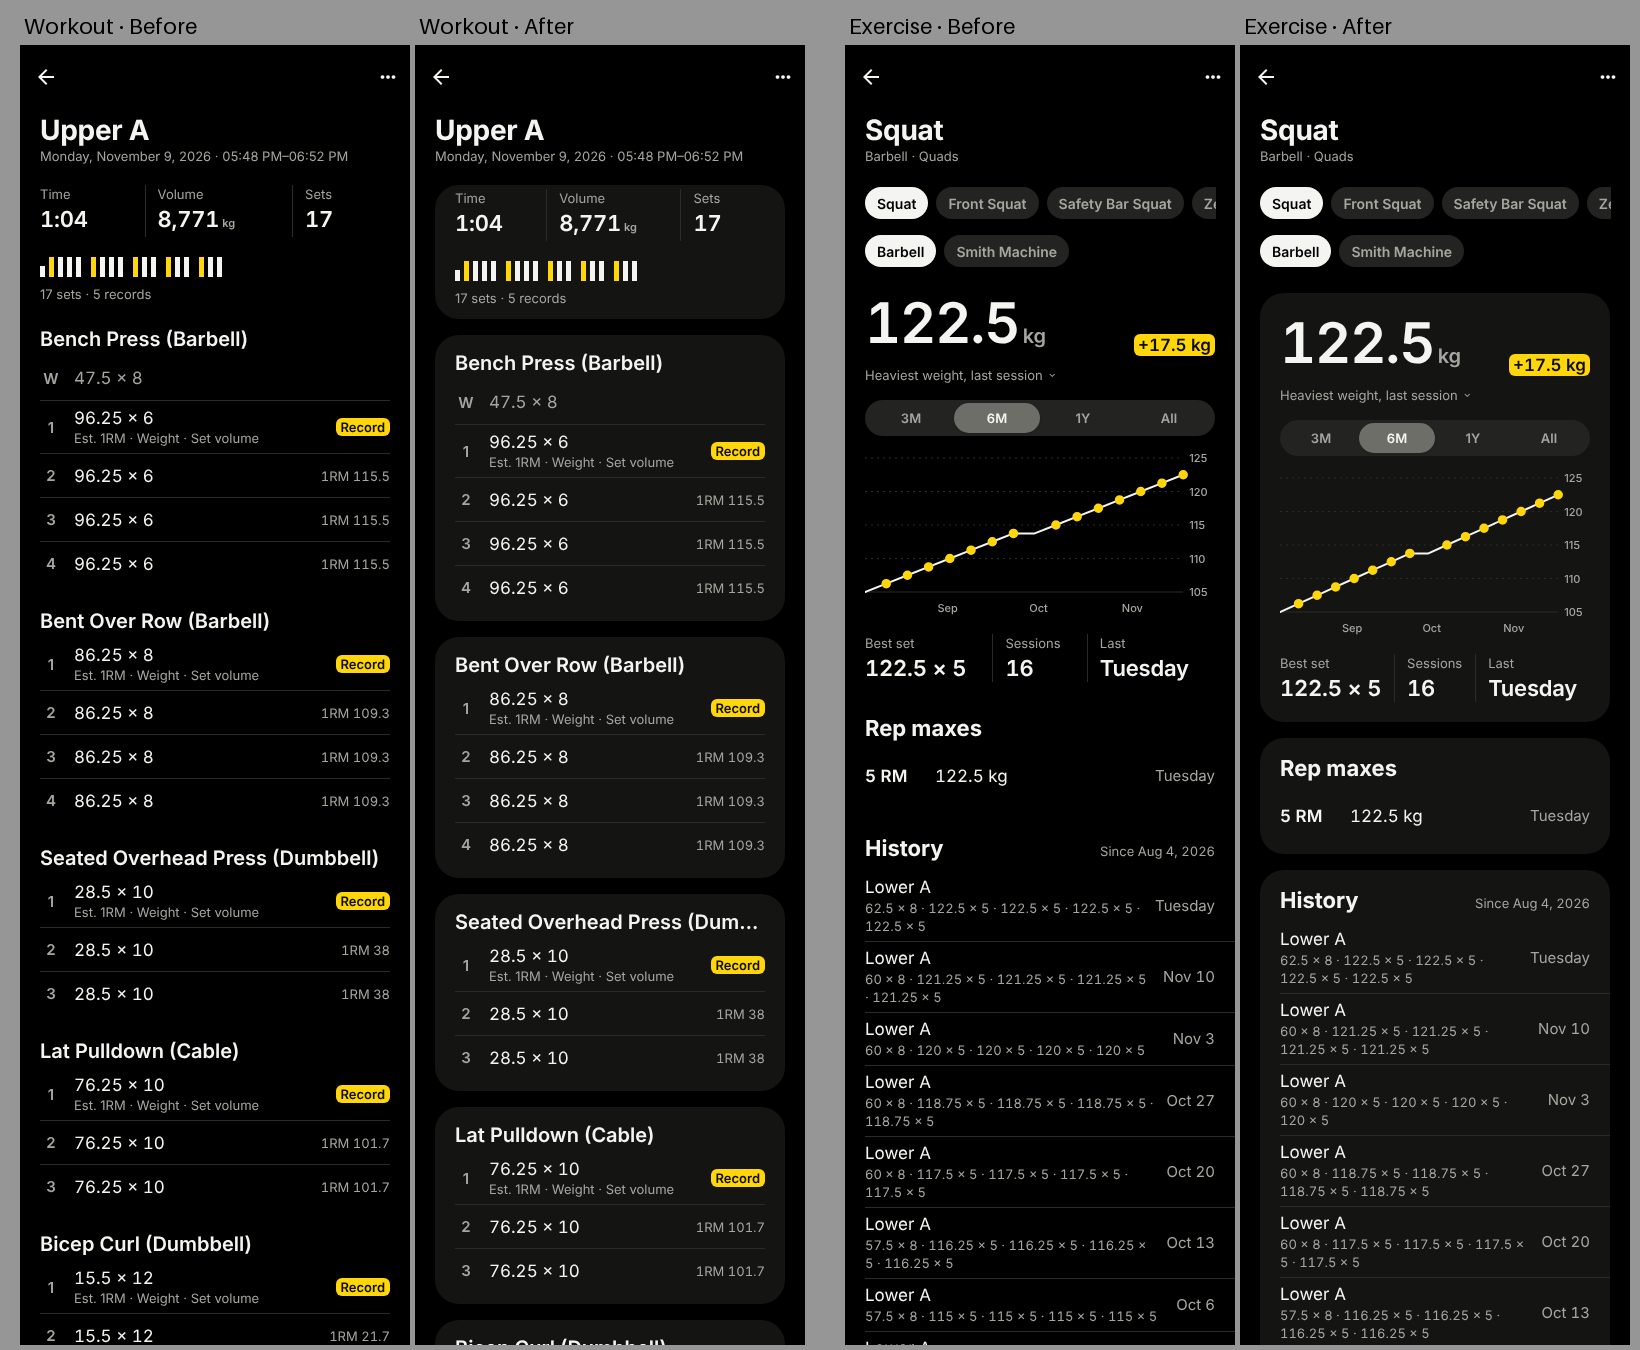 Workout · Before
Upper A
Monday, November 9, 2026 · 05:48 PM–06:52 PM
Time Volume Sets
1:04 8,771 kg 17
17 sets · 5 records
Bench Press (Barbell)
W 47.5 × 8
1 96.25 × 6 Record
Est. 1RM · Weight · Set volume
2 96.25 × 6 1RM 115.5
3 96.25 × 6 1RM 115.5
4 96.25 × 6 1RM 115.5
Bent Over Row (Barbell)
1 86.25 × 8 Record
Est. 1RM · Weight · Set volume
2 86.25 × 8 1RM 109.3
3 86.25 × 8 1RM 109.3
4 86.25 × 8 1RM 109.3
Seated Overhead Press (Dumbbell)
1 28.5 × 10 Record
Est. 1RM · Weight · Set volume
2 28.5 × 10 1RM 38
3 28.5 × 10 1RM 38
Lat Pulldown (Cable)
1 76.25 × 10 Record
Est. 1RM · Weight · Set volume
2 76.25 × 10 1RM 101.7
3 76.25 × 10 1RM 101.7
Bicep Curl (Dumbbell)
1 15.5 × 12 Record
Est. 1RM · Weight · Set volume
2 15.5 × 12 1RM 21.7
Workout · After
Upper A
Monday, November 9, 2026 · 05:48 PM–06:52 PM
Time Volume Sets
1:04 8,771 kg 17
17 sets · 5 records
Bench Press (Barbell)
W 47.5 × 8
1 96.25 × 6 Record
Est. 1RM · Weight · Set volume
2 96.25 × 6 1RM 115.5
3 96.25 × 6 1RM 115.5
4 96.25 × 6 1RM 115.5
Bent Over Row (Barbell)
1 86.25 × 8 Record
Est. 1RM · Weight · Set volume
2 86.25 × 8 1RM 109.3
3 86.25 × 8 1RM 109.3
4 86.25 × 8 1RM 109.3
Seated Overhead Press (Dum...
1 28.5 × 10 Record
Est. 1RM · Weight · Set volume
2 28.5 × 10 1RM 38
3 28.5 × 10 1RM 38
Lat Pulldown (Cable)
1 76.25 × 10 Record
Est. 1RM · Weight · Set volume
2 76.25 × 10 1RM 101.7
3 76.25 × 10 1RM 101.7
Bicep Curl (Dumbbell)
Exercise · Before
Squat
Barbell · Quads
Squat Front Squat Safety Bar Squat
Barbell Smith Machine
122.5 kg +17.5 kg
Heaviest weight, last session
3M 6M 1Y All
125
120
115
110
105
Sep Oct Nov
Best set Sessions Last
122.5 × 5 16 Tuesday
Rep maxes
5 RM 122.5 kg Tuesday
History Since Aug 4, 2026
Lower A
62.5 × 8 · 122.5 × 5 · 122.5 × 5 · 122.5 × 5 · Tuesday
122.5 × 5
Lower A
60 × 8 · 121.25 × 5 · 121.25 × 5 · 121.25 × 5 Nov 10
· 121.25 × 5
Lower A Nov 3
60 × 8 · 120 × 5 · 120 × 5 · 120 × 5 · 120 × 5
Lower A
60 × 8 · 118.75 × 5 · 118.75 × 5 · 118.75 × 5 · Oct 27
118.75 × 5
Lower A
60 × 8 · 117.5 × 5 · 117.5 × 5 · 117.5 × 5 · Oct 20
117.5 × 5
Lower A
57.5 × 8 · 116.25 × 5 · 116.25 × 5 · 116.25 × Oct 13
5 · 116.25 × 5
Lower A Oct 6
57.5 × 8 · 115 × 5 · 115 × 5 · 115 × 5 · 115 × 5
Lower A
Exercise · After
Squat
Barbell · Quads
Squat Front Squat Safety Bar Squat
Barbell Smith Machine
122.5 kg +17.5 kg
Heaviest weight, last session
3M 6M 1Y All
125
120
115
110
105
Sep Oct Nov
Best set Sessions Last
122.5 × 5 16 Tuesday
Rep maxes
5 RM 122.5 kg Tuesday
History Since Aug 4, 2026
Lower A
62.5 × 8 · 122.5 × 5 · 122.5 × 5 · Tuesday
122.5 × 5 · 122.5 × 5
Lower A
60 × 8 · 121.25 × 5 · 121.25 × 5 · Nov 10
121.25 × 5 · 121.25 × 5
Lower A
60 × 8 · 120 × 5 · 120 × 5 · 120 × 5 · Nov 3
120 × 5
Lower A
60 × 8 · 118.75 × 5 · 118.75 × 5 · Oct 27
118.75 × 5 · 118.75 × 5
Lower A
60 × 8 · 117.5 × 5 · 117.5 × 5 · 117.5 × Oct 20
5 · 117.5 × 5
Lower A
57.5 × 8 · 116.25 × 5 · 116.25 × 5 · Oct 13
116.25 × 5 · 116.25 × 5